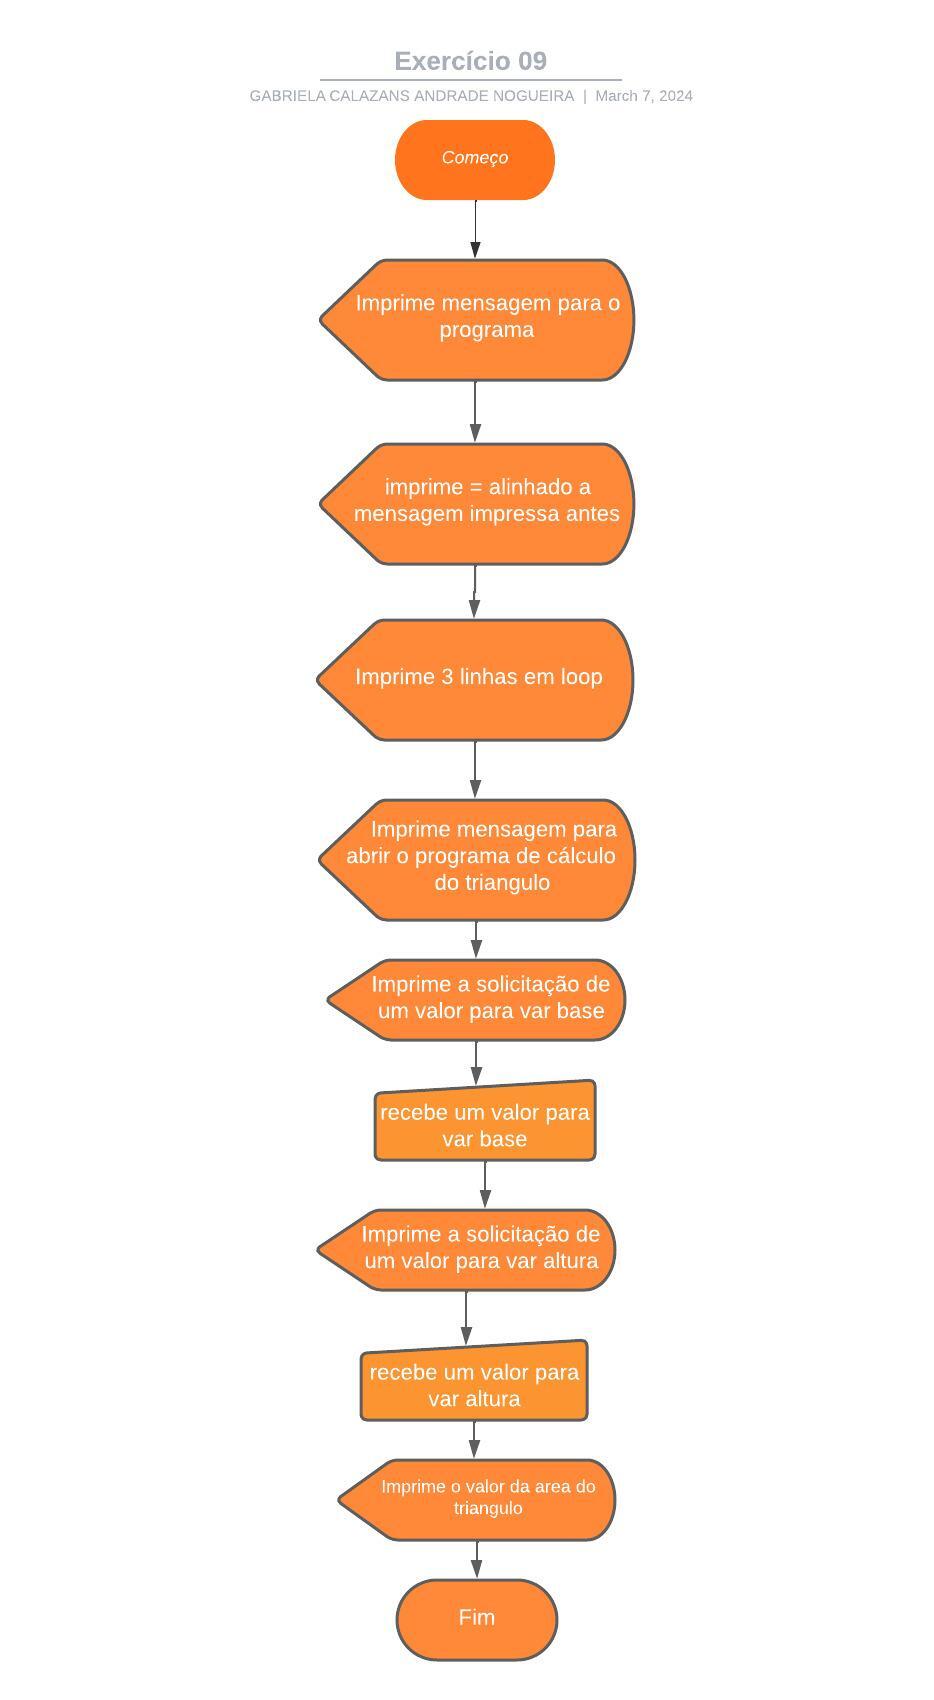 Exercício 09
GABRIELA CALAZANS ANDRADE NOGUEIRA | March 7, 2024
Começo
Imprime mensagem para o
programa
imprime = alinhado a
mensagem impressa antes
Imprime 3 linhas em loop
Imprime mensagem para
abrir o programa de cálculo
do triangulo
Imprime a solicitação de
um valor para var base
recebe um valor para
var base
Imprime a solicitação de
um valor para var altura
recebe um valor para
var altura
Imprime o valor da area do
triangulo
Fim